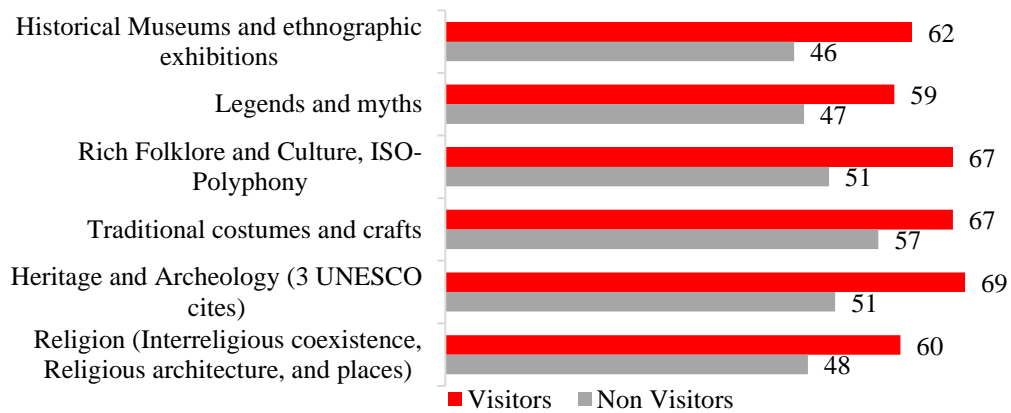 Historical Museums and ethnographic
exhibitions
62
46
Legends and myths
59
47
Rich Folklore and Culture, ISO-
Polyphony
67
51
Traditional costumes and crafts
67
57
Heritage and Archeology (3 UNESCO
cites)
69
51
Religion (Interreligious coexistence,
Religious architecture, and places)
60
48
Visitors Non Visitors